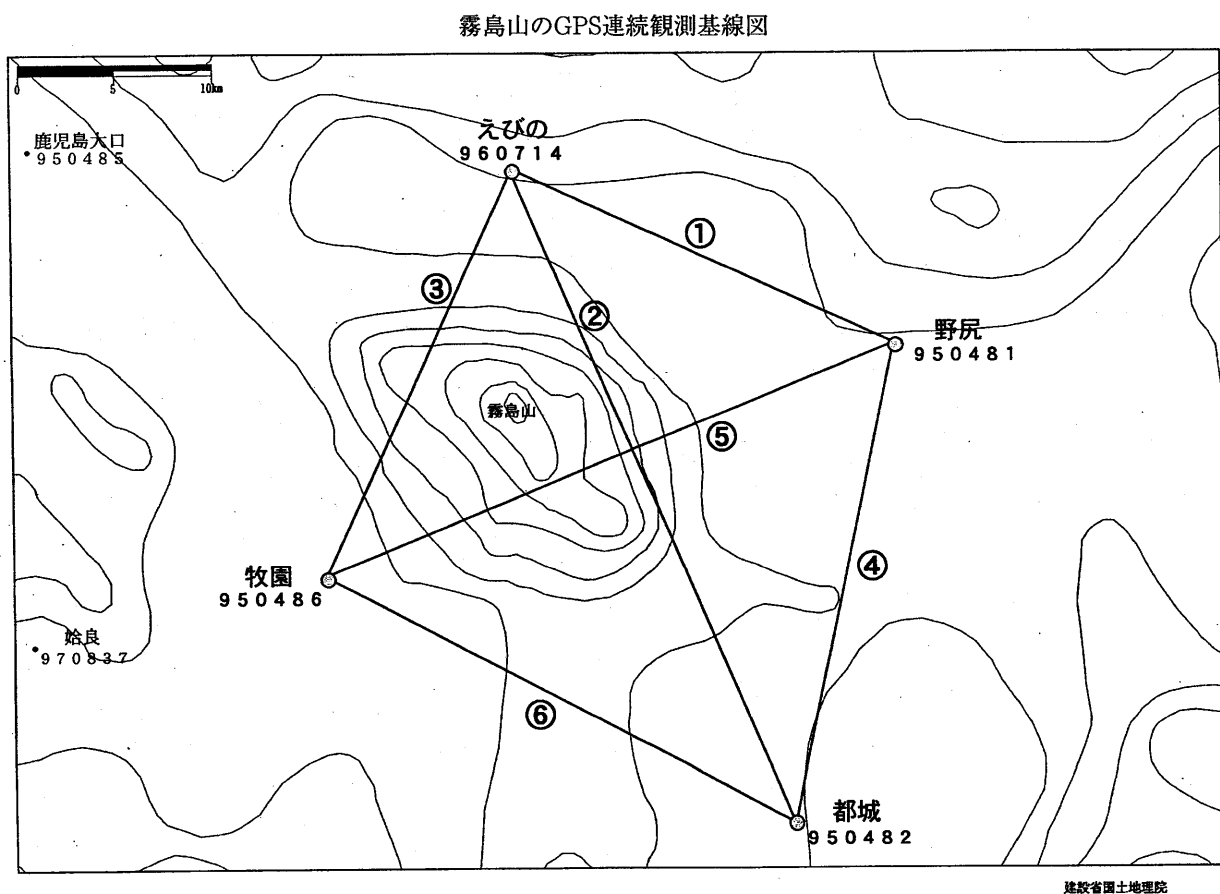 霧島山のGPS連続観測基線図
0 5 10km
鹿児島大口
950485
えびの
960714
①
③
②
野尻
950481
霧島山
⑤
④
牧園
950486
姶良
970837
⑥
都城
950482
建設省国土地理院